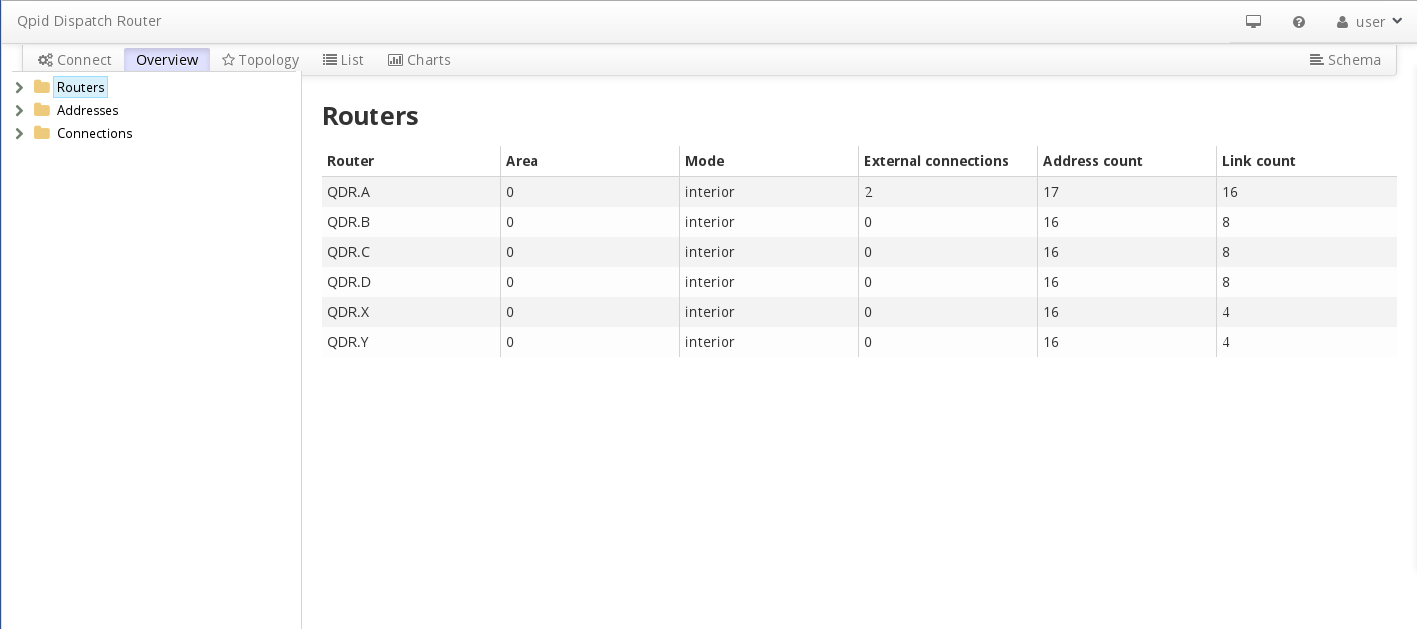 Qpid Dispatch Router user
Connect Overview Topology List Charts Schema
Routers
Addresses
Connections
Routers
Router Area Mode External connections Address count Link count
QDR.A 0 interior 2 17 16
QDR.B 0 interior 0 16 8
QDR.C 0 interior 0 16 8
QDR.D 0 interior 0 16 8
QDR.X 0 interior 0 16 4
QDR.Y 0 interior 0 16 4